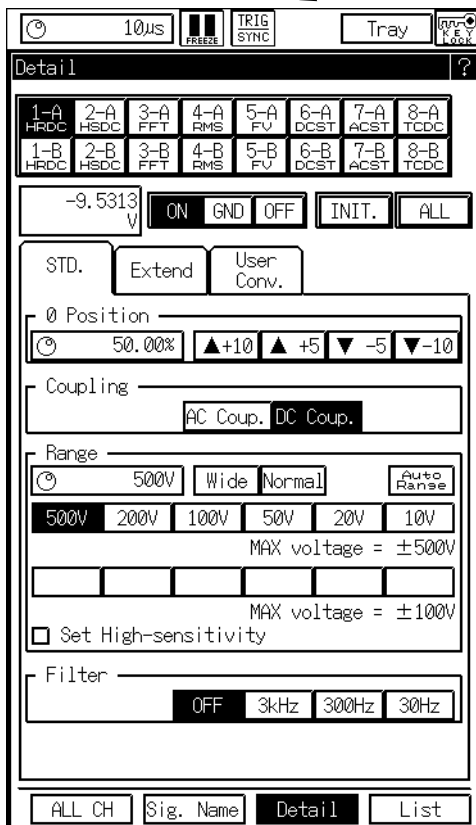 10µs FREEZE TRIG SYNC Tray KEY LOCK
Detail ?
1-A HRDC 2-A HSDC 3-A FFT 4-A RMS 5-A FV 6-A DCST 7-A ACST 8-A TCDC
1-B HRDC 2-B HSDC 3-B FFT 4-B RMS 5-B FV 6-B DCST 7-B ACST 8-B TCDC
-9.5313 V ON GND OFF INIT. ALL
STD. Extend User Conv.
0 Position
50.00% ▲+10 ▲ +5 ▼ -5 ▼-10
Coupling
AC Coup. DC Coup.
Range
500V Wide Normal Auto Range
500V 200V 100V 50V 20V 10V
MAX voltage = ±500V
MAX voltage = ±100V
Set High-sensitivity
Filter
OFF 3kHz 300Hz 30Hz
ALL CH Sig. Name Detail List